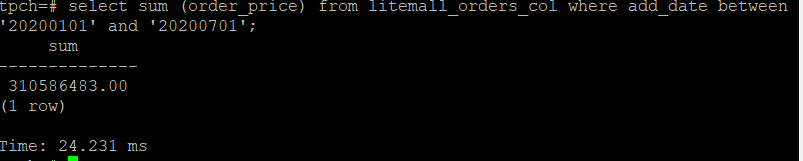 tpch=# select sum (order_price) from litemall_orders_col where add_date between
'20200101' and '20200701';
sum
--------------
310586483.00
(1 row)
Time: 24.231 ms